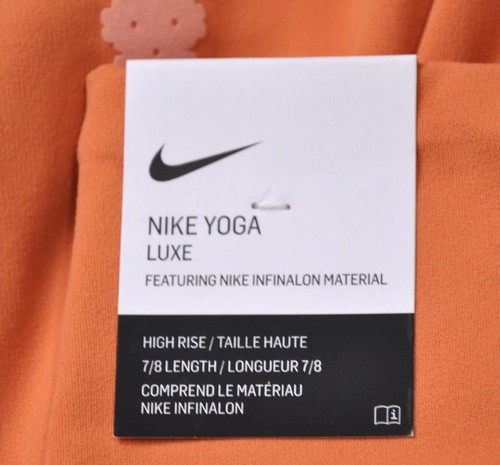 NIKE YOGA
LUXE
FEATURING NIKE INFINALON MATERIAL
HIGH RISE / TAILLE HAUTE
7/8 LENGTH / LONGUEUR 7/8
COMPREND LE MATÉRIAU
NIKE INFINALON